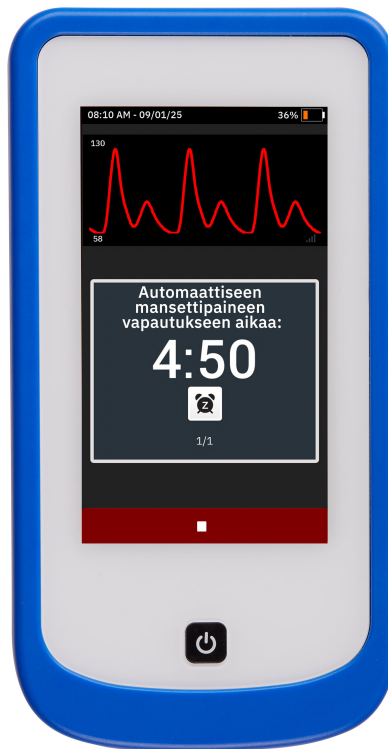 08:10 AM - 09/01/25 36%
130
58
Automaattiseen
mansettipaineen
vapautukseen aikaa:
4:50
Z
1/1